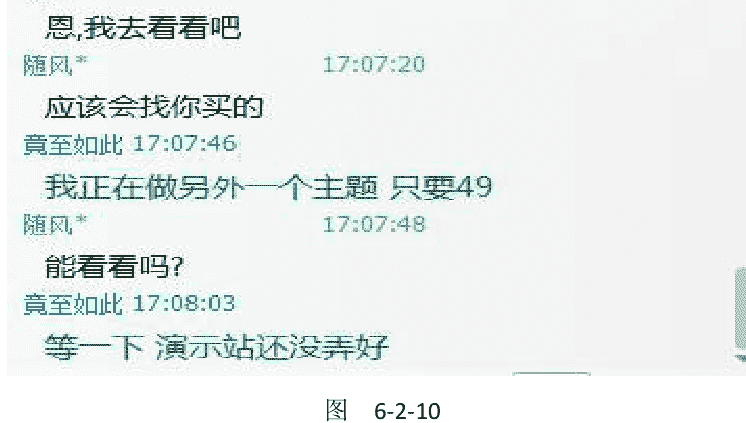 恩,我去看看吧
随风* 17:07:20
应该会找你买的
竟至如此 17:07:46
我正在做另外一个主题 只要49
随风* 17:07:48
能看看吗?
竟至如此 17:08:03
等一下 演示站还没弄好
图 6-2-10